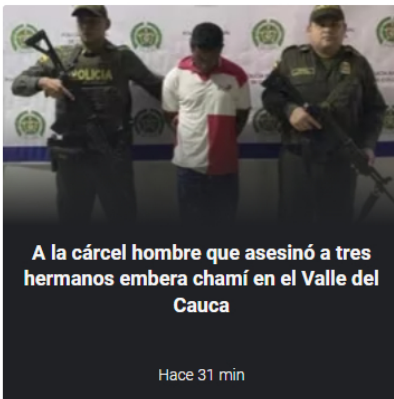 POLICIA
A la cárcel hombre que asesinó a tres
hermanos embera chamí en el Valle del
Cauca
Hace 31 min